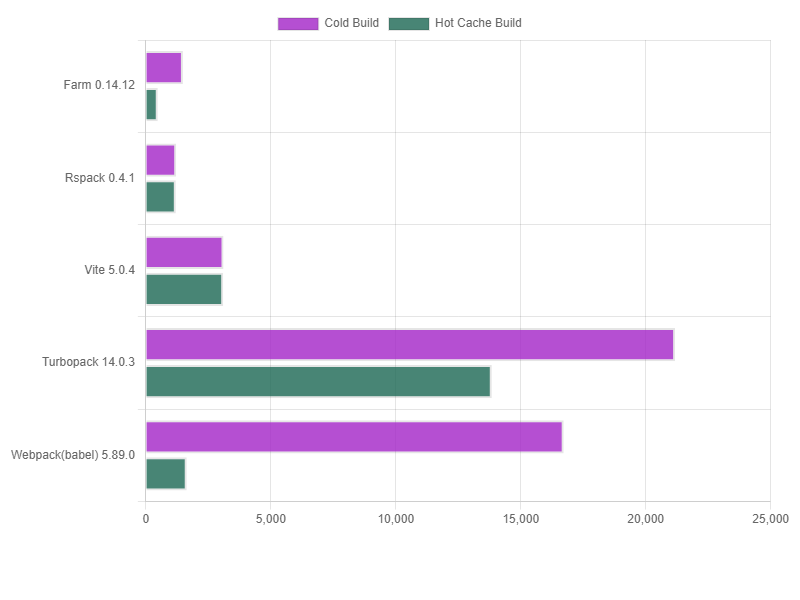 Cold Build Hot Cache Build
Farm 0.14.12
Rspack 0.4.1
Vite 5.0.4
Turbopack 14.0.3
Webpack(babel) 5.89.0
0 5,000 10,000 15,000 20,000 25,000